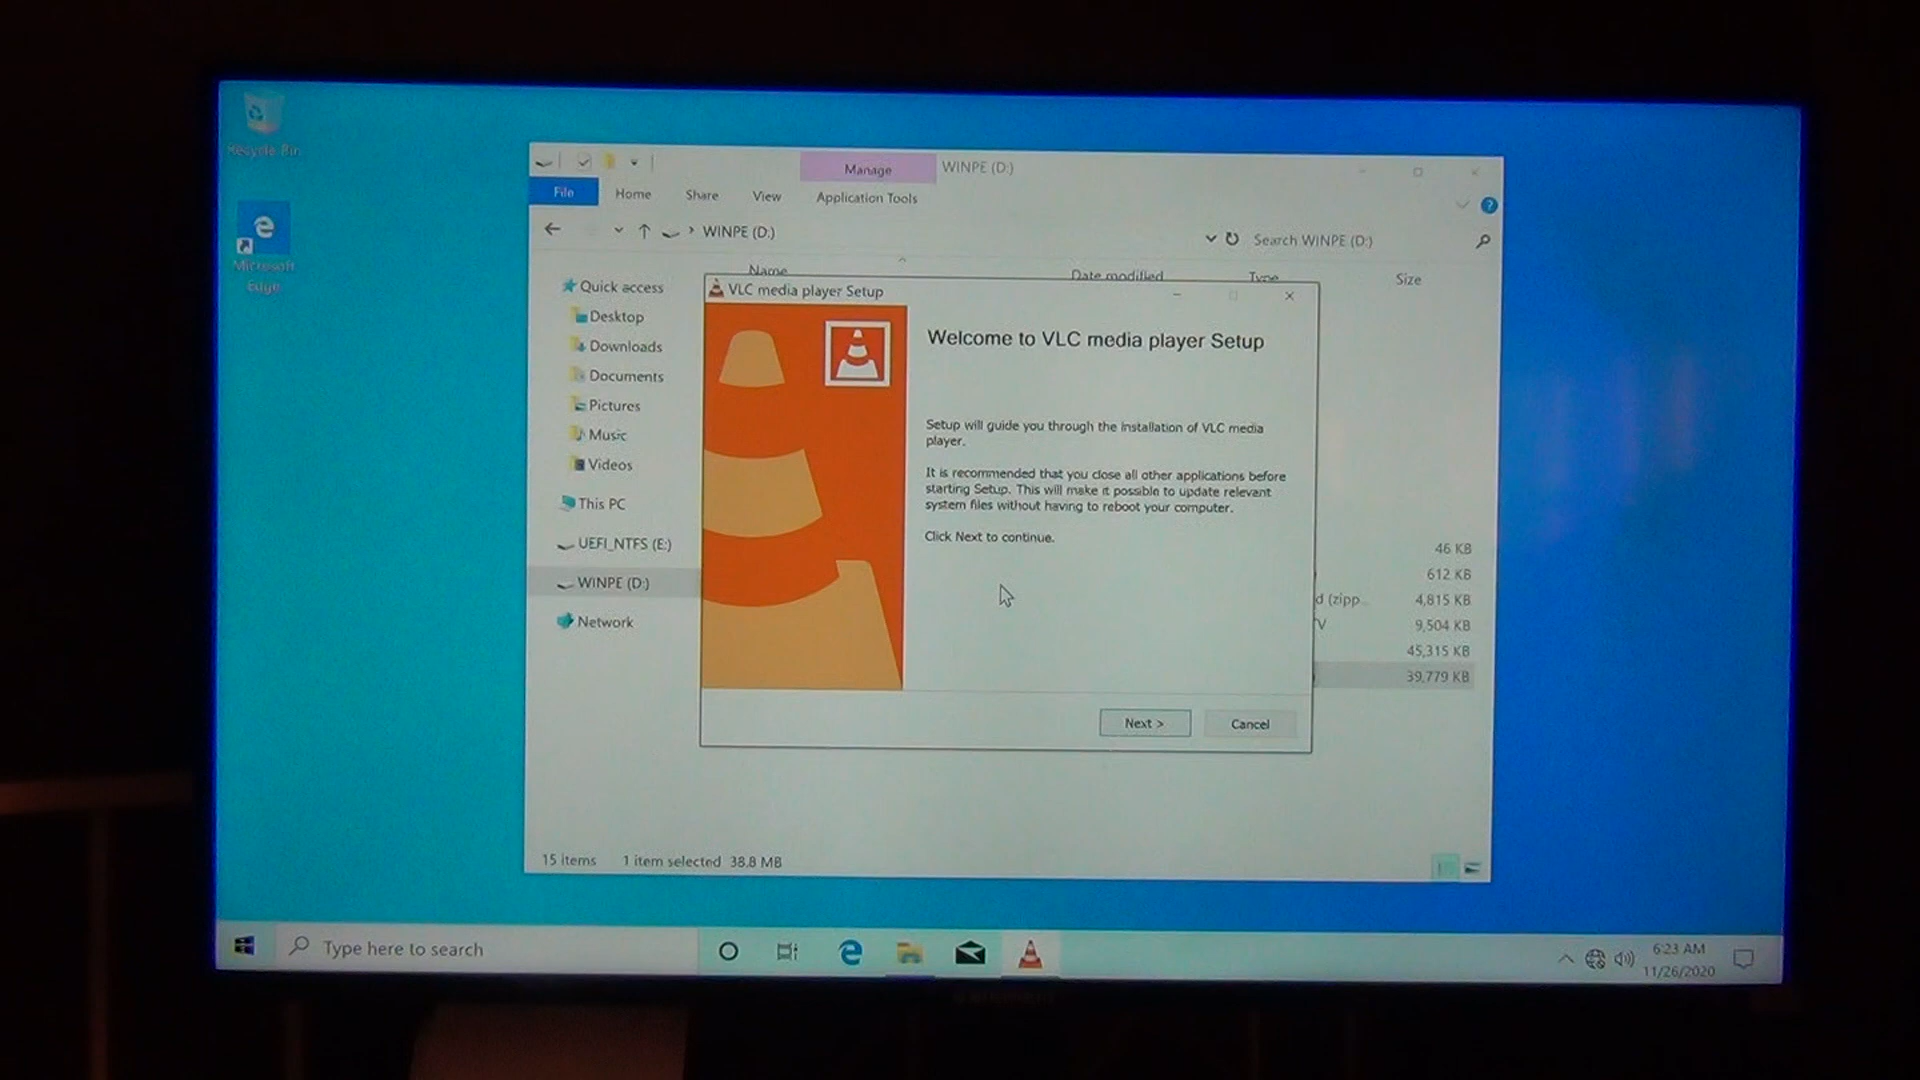 Recycle Bin
Microsoft
Edge
Manage
WINPE (D:)
File
Home
Share
View
Application Tools
WINPE (D:)
Search WINPE (D:)
Name
Date modified
Type
Size
Quick access
Desktop
Downloads
Documents
Pictures
Music
Videos
This PC
UEFI_NTFS (E:)
WINPE (D:)
Network
VLC media player Setup
Welcome to VLC media player Setup
Setup will guide you through the installation of VLC media
player.
It is recommended that you close all other applications before
starting Setup. This will make it possible to update relevant
system files without having to reboot your computer.
Click Next to continue.
Next >
Cancel
46 KB
612 KB
d (zipp...
4,815 KB
V
9,504 KB
45,315 KB
39,779 KB
15 items
1 item selected 38.8 MB
Type here to search
6:23 AM
11/26/2020